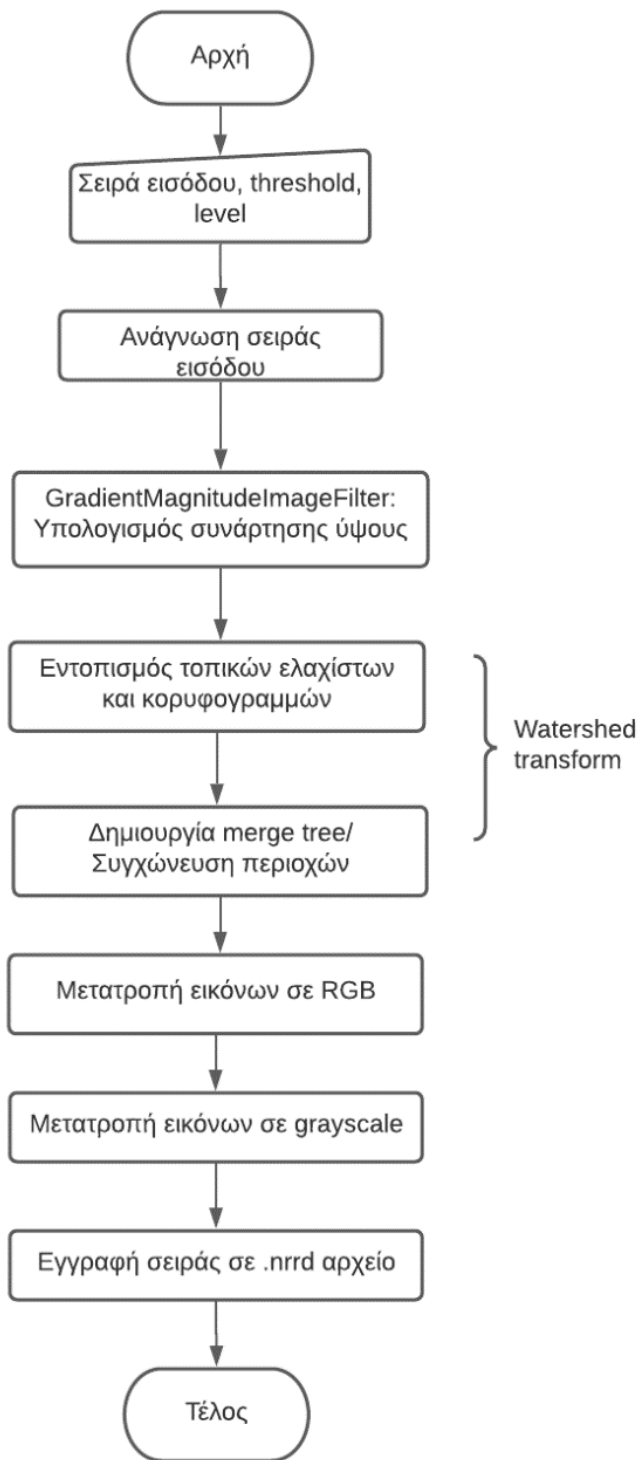 Αρχή
Σειρά εισόδου, threshold,
level
Ανάγνωση σειράς
εισόδου
GradientMagnitudeImageFilter:
Υπολογισμός συνάρτησης ύψους
Εντοπισμός τοπικών ελαχίστων
και κορυφογραμμών
Watershed
transform
Δημιουργία merge tree/
Συγχώνευση περιοχών
Μετατροπή εικόνων σε RGB
Μετατροπή εικόνων σε grayscale
Εγγραφή σειράς σε .nrrd αρχείο
Τέλος